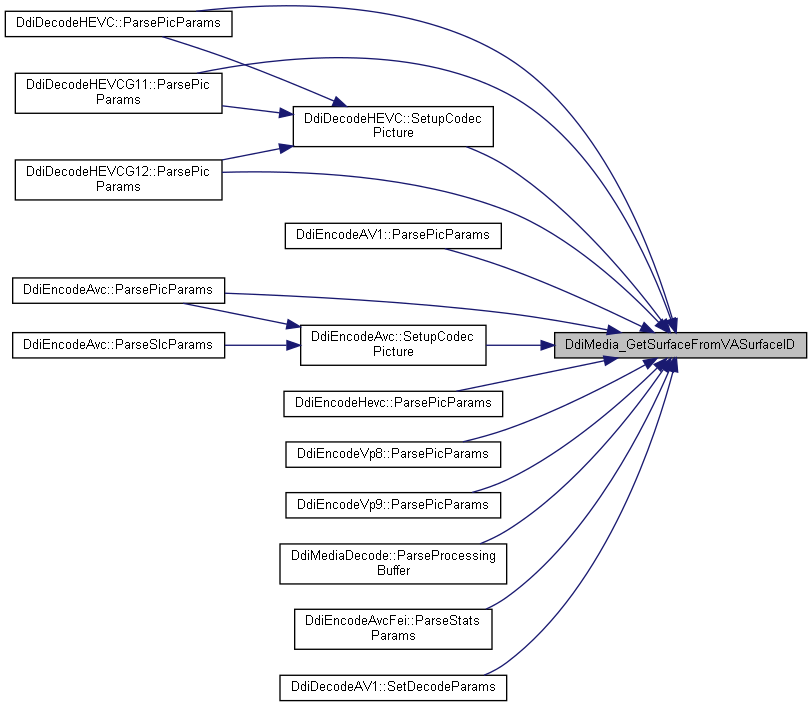 DdiDecodeHEVC::ParsePicParams
DdiDecodeHEVCG11::ParsePic
Params
DdiDecodeHEVC::SetupCodec
Picture
DdiDecodeHEVCG12::ParsePic
Params
DdiEncodeAV1::ParsePicParams
DdiEncodeAvc::ParsePicParams
DdiEncodeAvc::SetupCodec
Picture
DdiEncodeAvc::ParseSlcParams
DdiMedia_GetSurfaceFromVASurfaceID
DdiEncodeHevc::ParsePicParams
DdiEncodeVp8::ParsePicParams
DdiEncodeVp9::ParsePicParams
DdiMediaDecode::ParseProcessing
Buffer
DdiEncodeAvcFei::ParseStats
Params
DdiDecodeAV1::SetDecodeParams